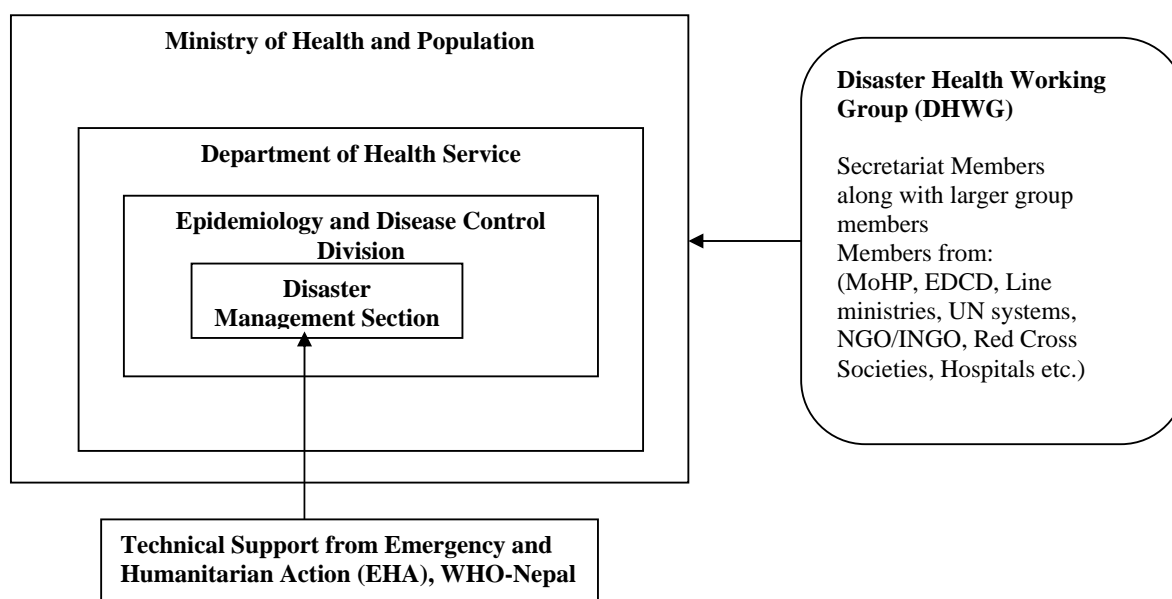 Ministry of Health and Population
Department of Health Service
Epidemiology and Disease Control
Division
Disaster
Management Section
Technical Support from Emergency and
Humanitarian Action (EHA), WHO-Nepal
Disaster Health Working
Group (DHWG)
Secretariat Members
along with larger group
members
Members from:
(MoHP, EDCD, Line
ministries, UN systems,
NGO/INGO, Red Cross
Societies, Hospitals etc.)